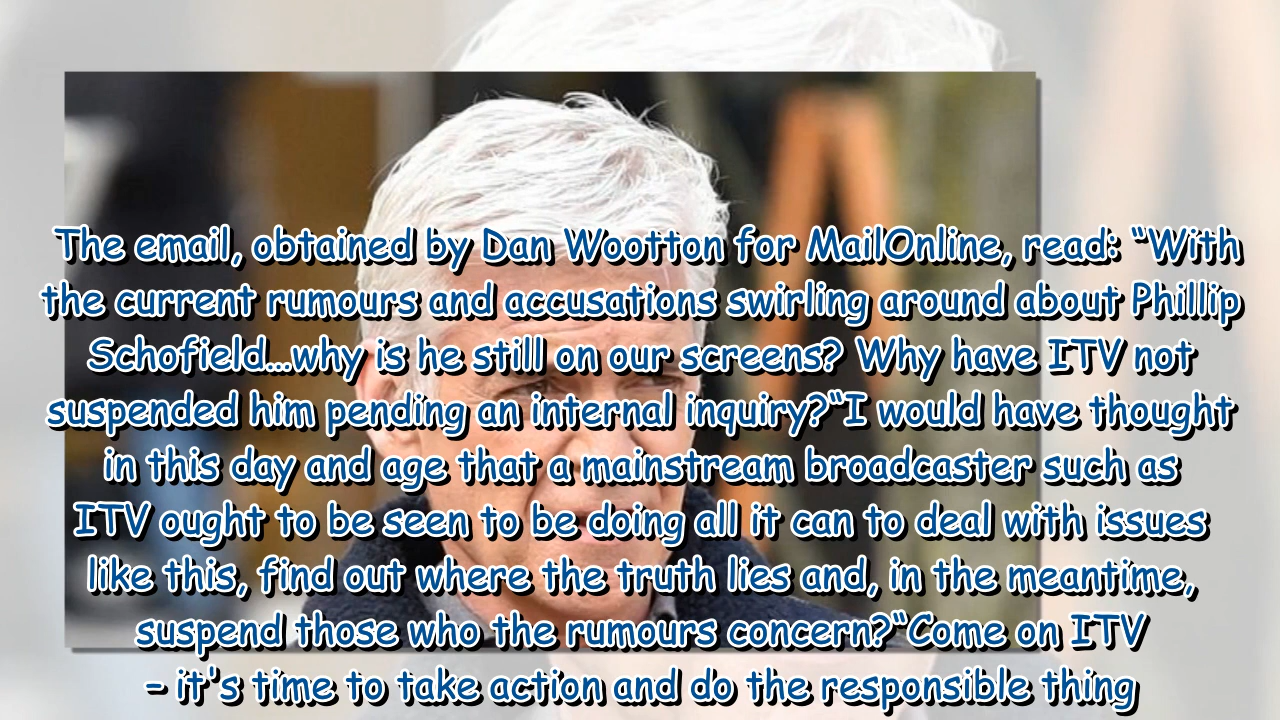 The email, obtained by Dan Wootton for MailOnline, read: “With
the current rumours and accusations swirling around about Phillip
Schofield...why is he still on our screens? Why have ITV not
suspended him pending an internal inquiry?“I would have thought
in this day and age that a mainstream broadcaster such as
ITV ought to be seen to be doing all it can to deal with issues
like this, find out where the truth lies and, in the meantime,
suspend those who the rumours concern?“Come on ITV
– it's time to take action and do the responsible thing